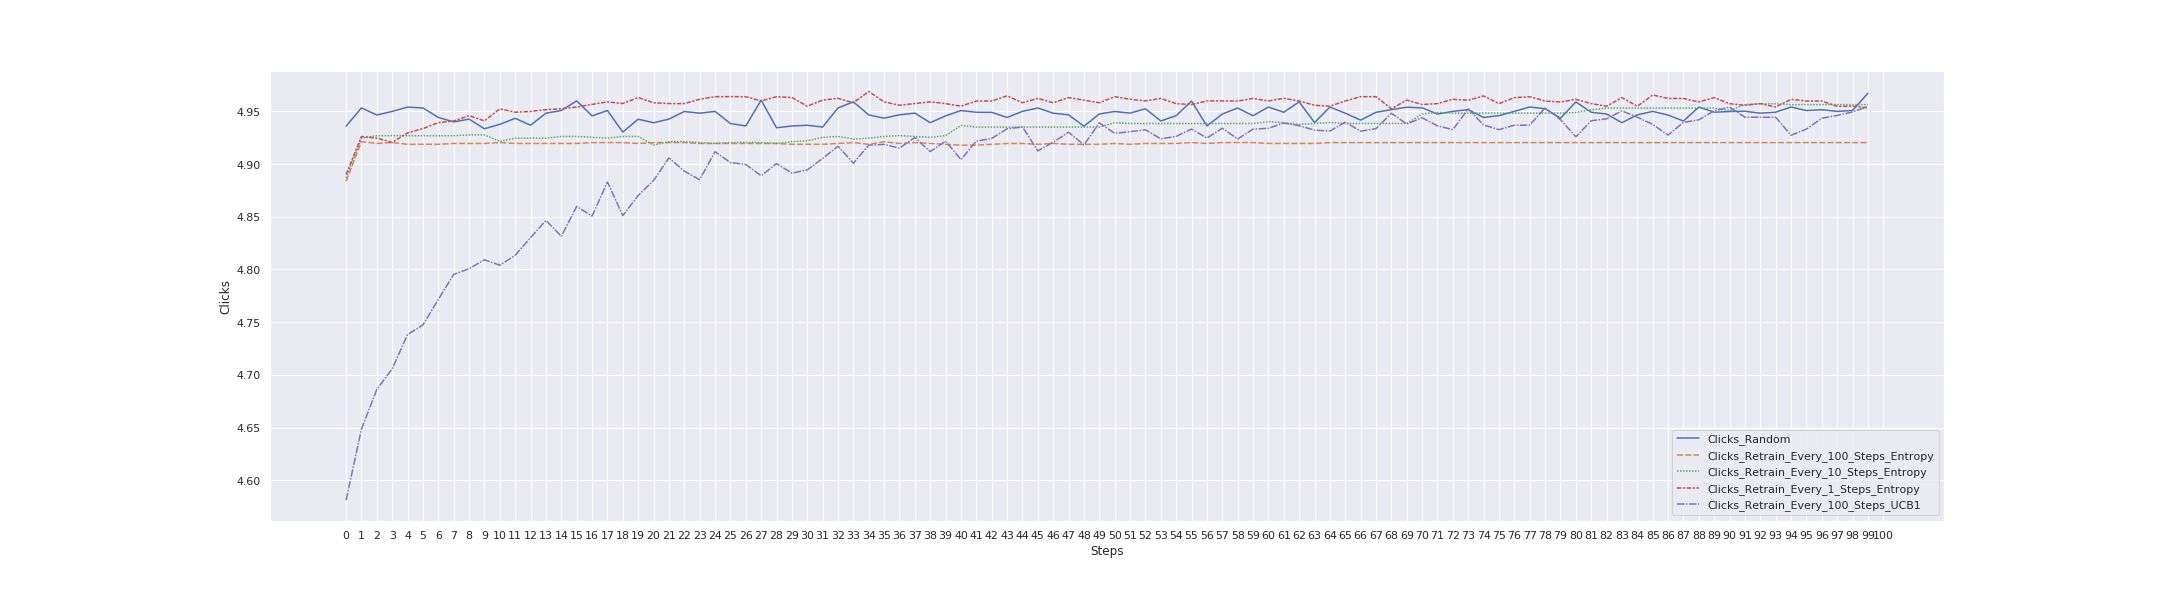 4.95
4.90
4.85
4.80
4.75
4.70
4.65
4.60
Clicks
Clicks_Random
Clicks_Retrain_Every_100_Steps_Entropy
Clicks_Retrain_Every_10_Steps_Entropy
Clicks_Retrain_Every_1_Steps_Entropy
Clicks_Retrain_Every_100_Steps_UCB1
0 1 2 3 4 5 6 7 8 9 10 11 12 13 14 15 16 17 18 19 20 21 22 23 24 25 26 27 28 29 30 31 32 33 34 35 36 37 38 39 40 41 42 43 44 45 46 47 48 49 50 51 52 53 54 55 56 57 58 59 60 61 62 63 64 65 66 67 68 69 70 71 72 73 74 75 76 77 78 79 80 81 82 83 84 85 86 87 88 89 90 91 92 93 94 95 96 97 98 99 100
Steps